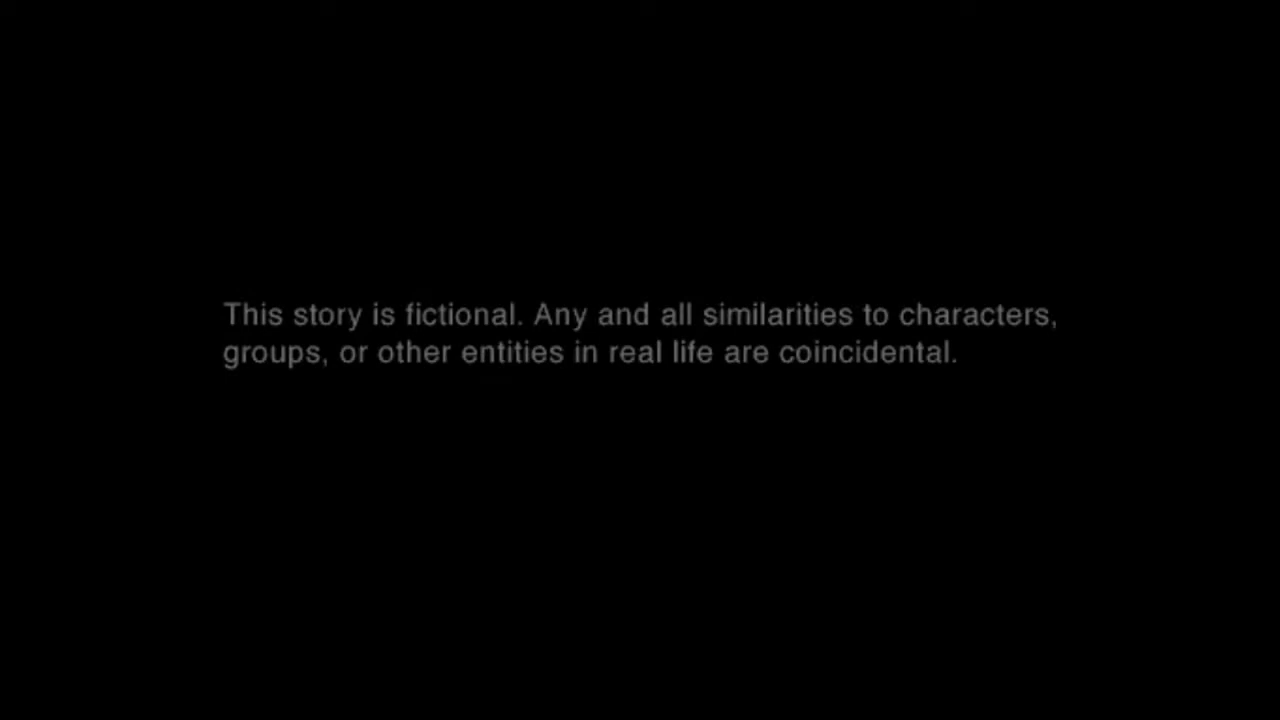 This story is fictional. Any and all similarities to characters,
groups, or other entities in real life are coincidental.